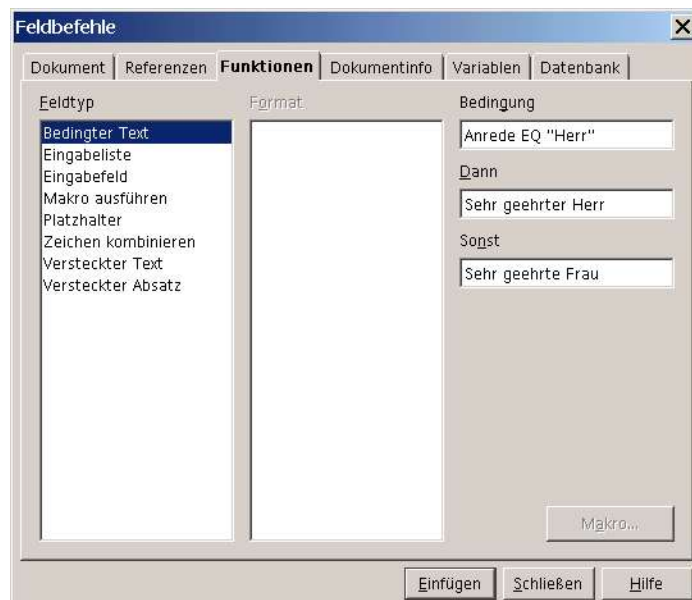 Feldbefehle
Dokument Referenzen Funktionen Dokumentinfo Variablen Datenbank
Feldtyp
Bedingter Text
Eingabeliste
Eingabefeld
Makro ausführen
Platzhalter
Zeichen kombinieren
Versteckter Text
Versteckter Absatz
Format
Bedingung
Anrede EQ "Herr"
Dann
Sehr geehrter Herr
Sonst
Sehr geehrte Frau
Makro...
Einfügen Schließen Hilfe